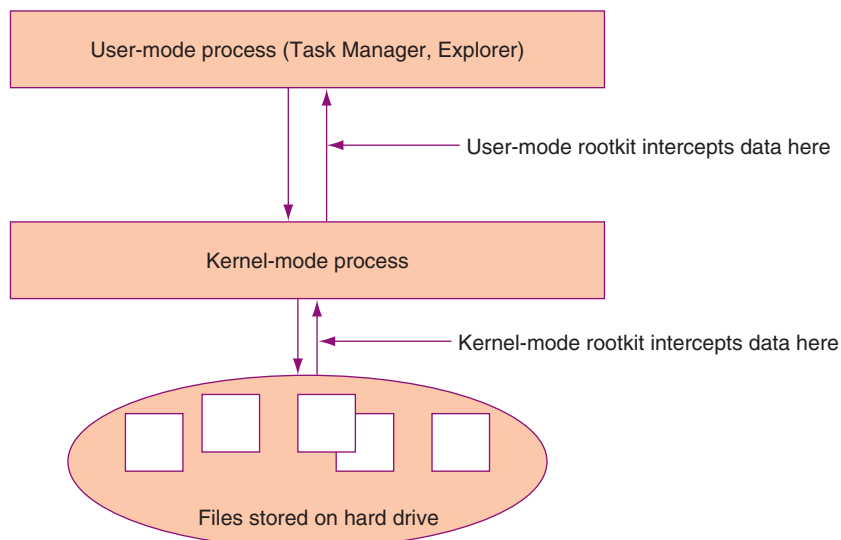 User-mode process (Task Manager, Explorer)
User-mode rootkit intercepts data here
Kernel-mode process
Kernel-mode rootkit intercepts data here
Files stored on hard drive